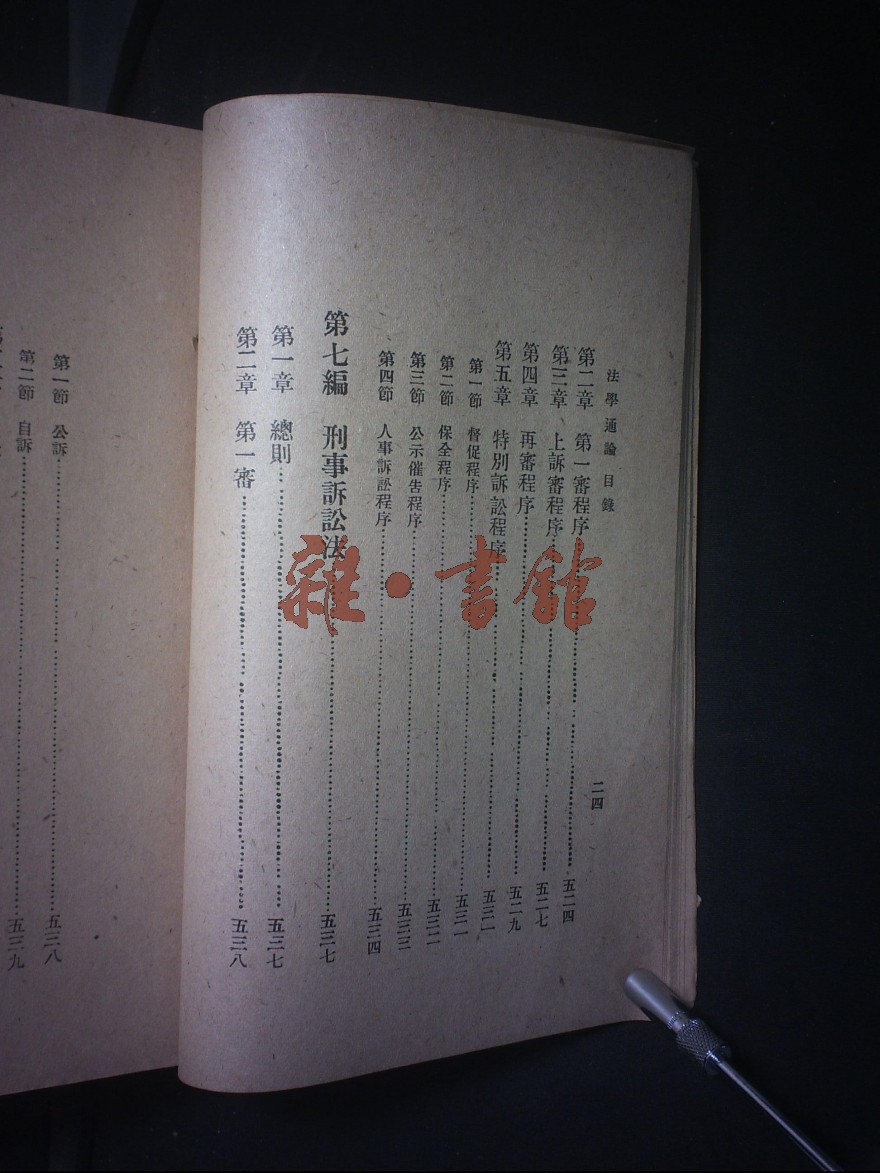 法學通論 目錄
二四
第二章 第一審程序 五二四
第三章 上訴審程序 五二七
第四章 再審程序 五二九
第五章 特別訴訟程序 五三一
第一節 督促程序 五三一
第二節 保全程序 五三二
第三節 公示催告程序 五三三
第四節 人事訴訟程序 五三四
第七編 刑事訴訟法 五三七
第一章 總則 五三七
第二章 第一審 五三八
第一節 公訴 五三八
第二節 自訴 五三九
雜·書館